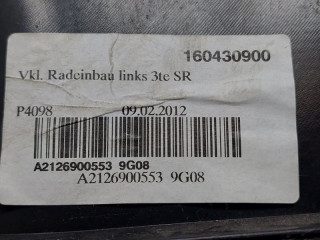 160430900
Vkl. Radeinbau links 3te SR
P4098 09.02.2012
A2126900553 9G08
A2126900553 9G08